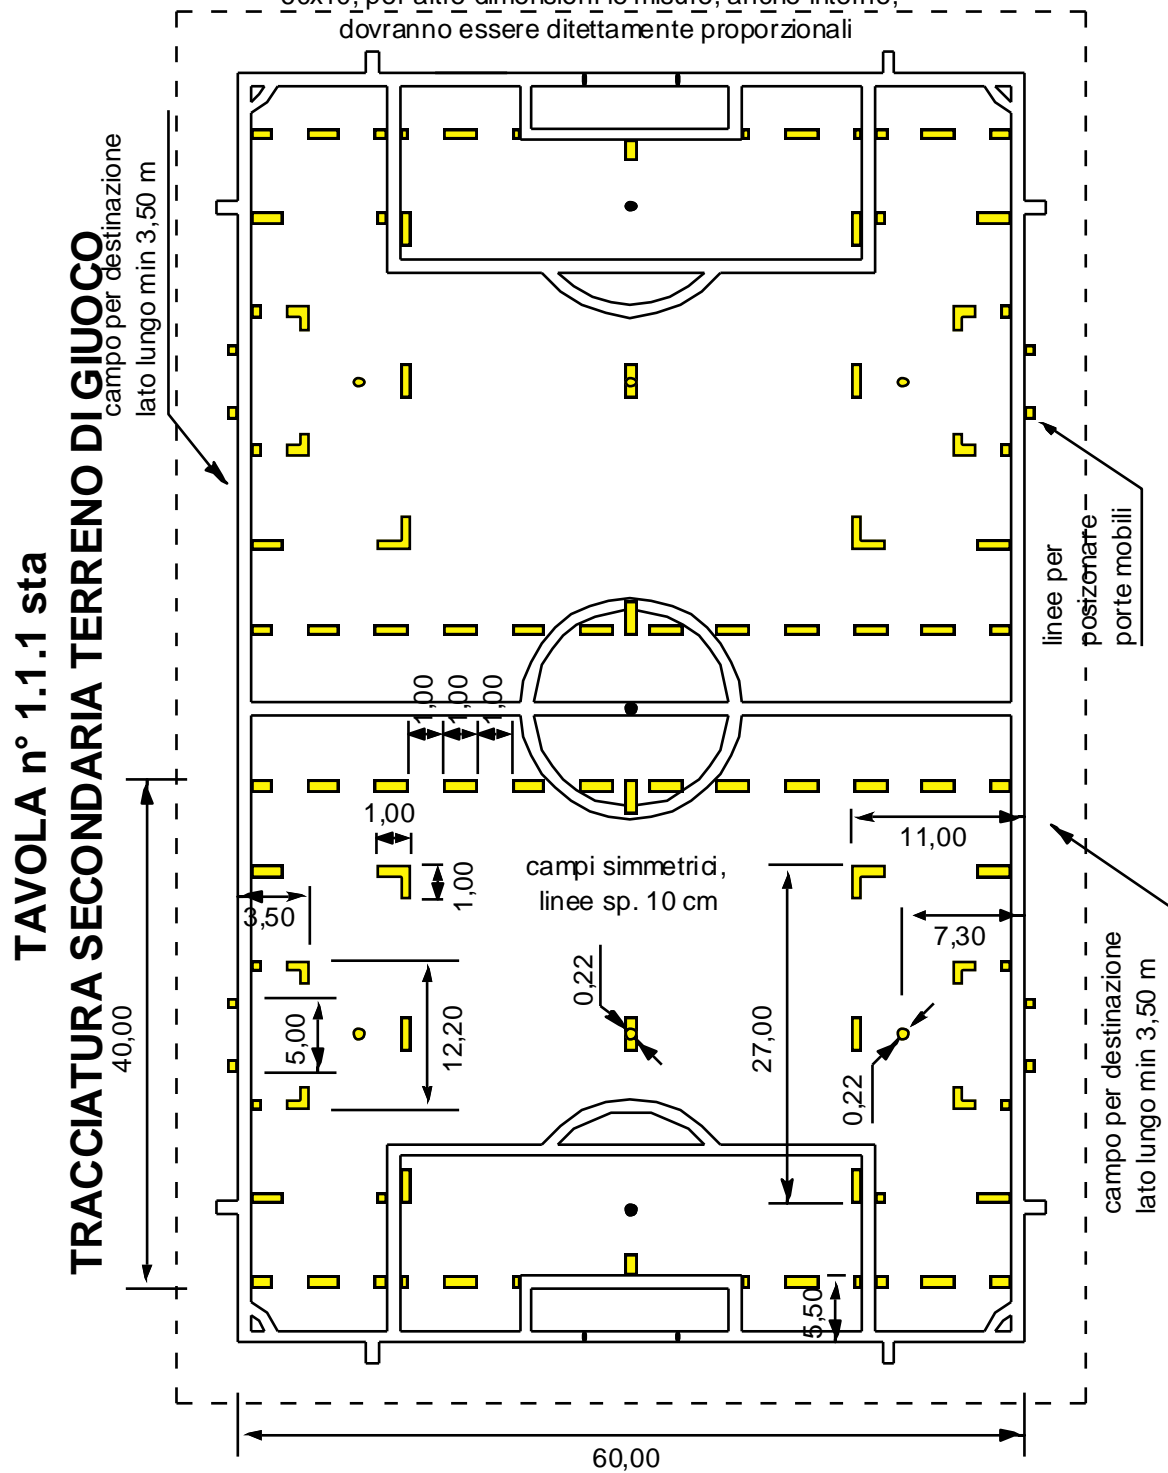 dovranno essere ditettamente proporzionali
TAVOLA n° 1.1.1 sta
TRACCIATURA SECONDARIA TERRENO DI GIUOCO
campo per destinazione
lato lungo min 3,50 m
linee per
posizonare
porte mobili
1,00
1,00
1,00
1,00
1,00
11,00
campi simmetrici,
linee sp. 10 cm
3,50
7,30
0,22
40,00
5,00
12,20
27,00
0,22
campo per destinazione
lato lungo min 3,50 m
5,50
60,00